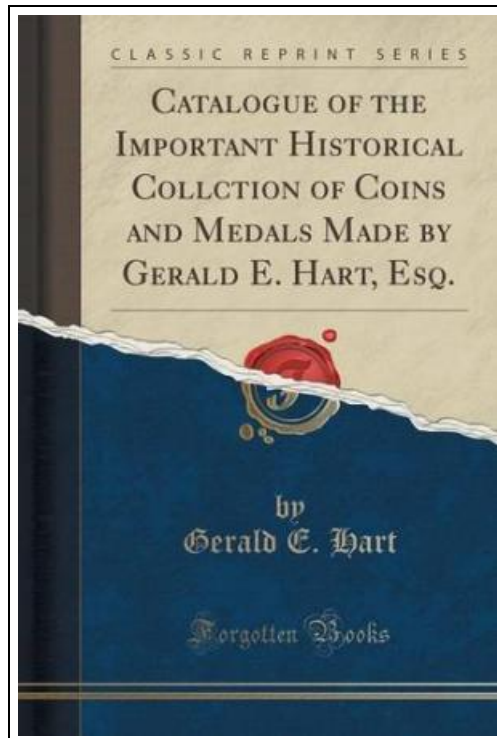 CLASSIC REPRINT SERIES
CATALOGUE OF THE
IMPORTANT HISTORICAL
COLLCTION OF COINS
AND MEDALS MADE BY
GERALD E. HART, ESQ.
by
Gerald E. Hart
Forgotten Books